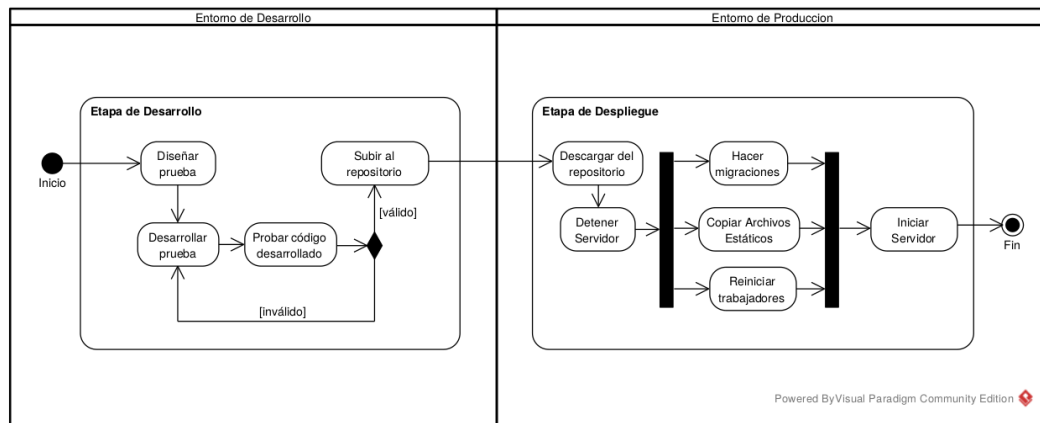 Entorno de Desarrollo
Entorno de Produccion
Etapa de Desarrollo
Inicio
Diseñar
prueba
Desarrollar
prueba
Probar código
desarrollado
Subir al
repositorio
[válido]
[inválido]
Etapa de Despliegue
Descargar del
repositorio
Detener
Servidor
Hacer
migraciones
Copiar Archivos
Estáticos
Reiniciar
trabajadores
Iniciar
Servidor
Fin
Powered ByVisual Paradigm Community Edition